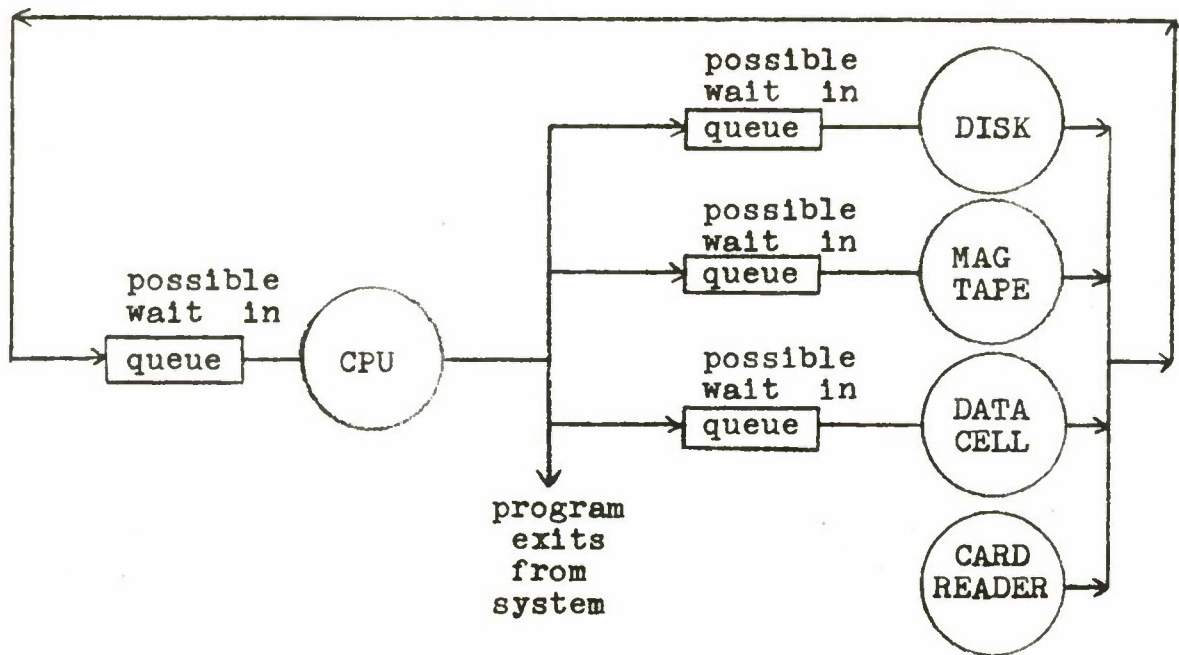 possible
wait in
queue
DISK
possible
wait in
queue
MAG
TAPE
possible
wait in
queue
CPU
possible
wait in
queue
DATA
CELL
program
exits
from
system
CARD
READER